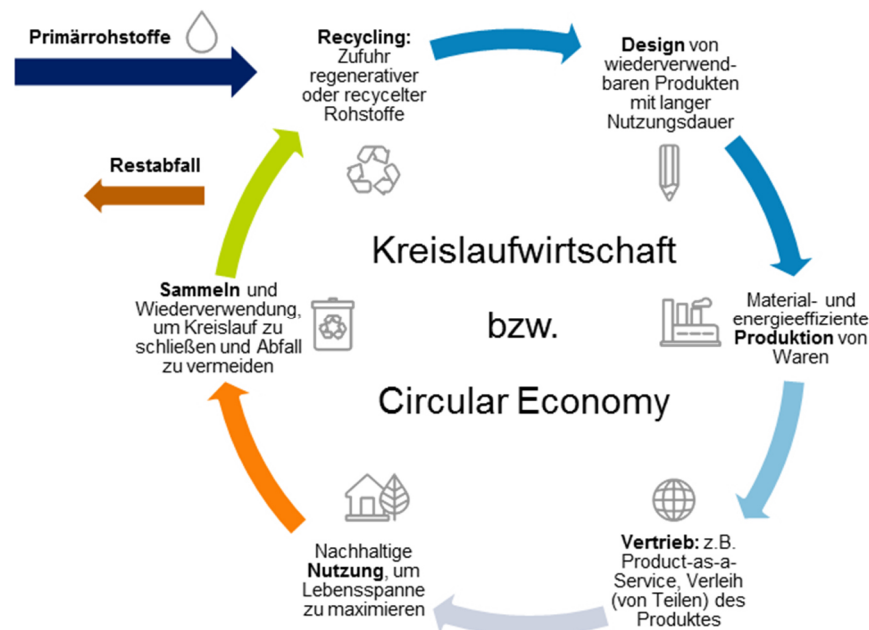 Primärrohstoffe
Recycling:
Zufuhr
regenerativer
oder recycelter
Rohstoffe
Design von
wiederverwend-
baren Produkten
mit langer
Nutzungsdauer
Restabfall
Kreislaufwirtschaft
bzw.
Circular Economy
Material- und
energieeffiziente
Produktion von
Waren
Vertrieb: z.B.
Product-as-a-
Service, Verleih
(von Teilen) des
Produktes
Nachhaltige
Nutzung, um
Lebensspanne
zu maximieren
Sammeln und
Wiederverwendung,
um Kreislauf zu
schließen und Abfall
zu vermeiden